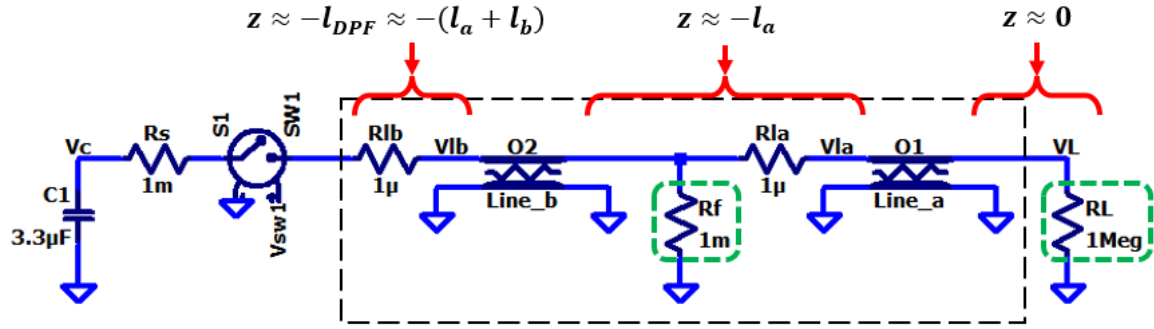 z ≈ −l_DPF ≈ −(l_a + l_b)
z ≈ −l_a
z ≈ 0
Vc
Rs
1m
S1
SW1
Vsw1
C1
3.3µF
Rlb
1µ
Vlb
O2
Line_b
Rf
1m
Rla
1µ
Vla
O1
Line_a
VL
RL
1Meg